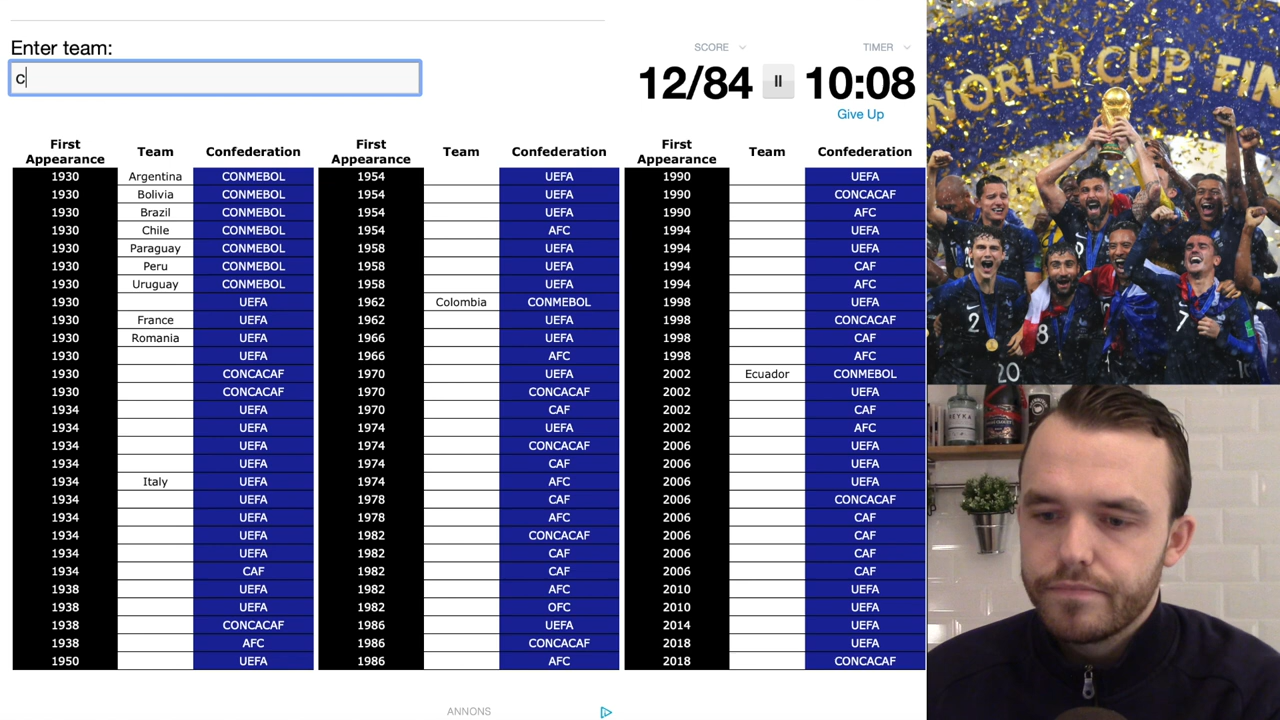 Enter team:
c
SCORE
12/84
TIMER
10:08
Give Up
First Appearance Team Confederation
1930 Argentina CONMEBOL
1930 Bolivia CONMEBOL
1930 Brazil CONMEBOL
1930 Chile CONMEBOL
1930 Paraguay CONMEBOL
1930 Peru CONMEBOL
1930 Uruguay CONMEBOL
1930 UEFA
1930 France UEFA
1930 Romania UEFA
1930 UEFA
1930 CONCACAF
1930 CONCACAF
1934 UEFA
1934 UEFA
1934 UEFA
1934 UEFA
1934 Italy UEFA
1934 UEFA
1934 UEFA
1934 UEFA
1934 UEFA
1934 CAF
1938 UEFA
1938 UEFA
1938 CONCACAF
1938 AFC
1950 UEFA
First Appearance Team Confederation
1954 UEFA
1954 UEFA
1954 UEFA
1954 AFC
1958 UEFA
1958 UEFA
1958 UEFA
1962 Colombia CONMEBOL
1962 UEFA
1966 UEFA
1966 AFC
1970 UEFA
1970 CONCACAF
1970 CAF
1974 UEFA
1974 CONCACAF
1974 CAF
1974 AFC
1978 CAF
1978 AFC
1982 CONCACAF
1982 CAF
1982 CAF
1982 AFC
1982 OFC
1986 UEFA
1986 CONCACAF
1986 AFC
First Appearance Team Confederation
1990 UEFA
1990 CONCACAF
1990 AFC
1994 UEFA
1994 UEFA
1994 CAF
1994 AFC
1998 UEFA
1998 CONCACAF
1998 CAF
1998 AFC
2002 Ecuador CONMEBOL
2002 UEFA
2002 CAF
2002 AFC
2006 UEFA
2006 UEFA
2006 UEFA
2006 CONCACAF
2006 CAF
2006 CAF
2006 CAF
2006 CAF
2010 UEFA
2010 UEFA
2014 UEFA
2018 UEFA
2018 CONCACAF
ANNONS
WORLD CUP FIN
9
2
8
7
20